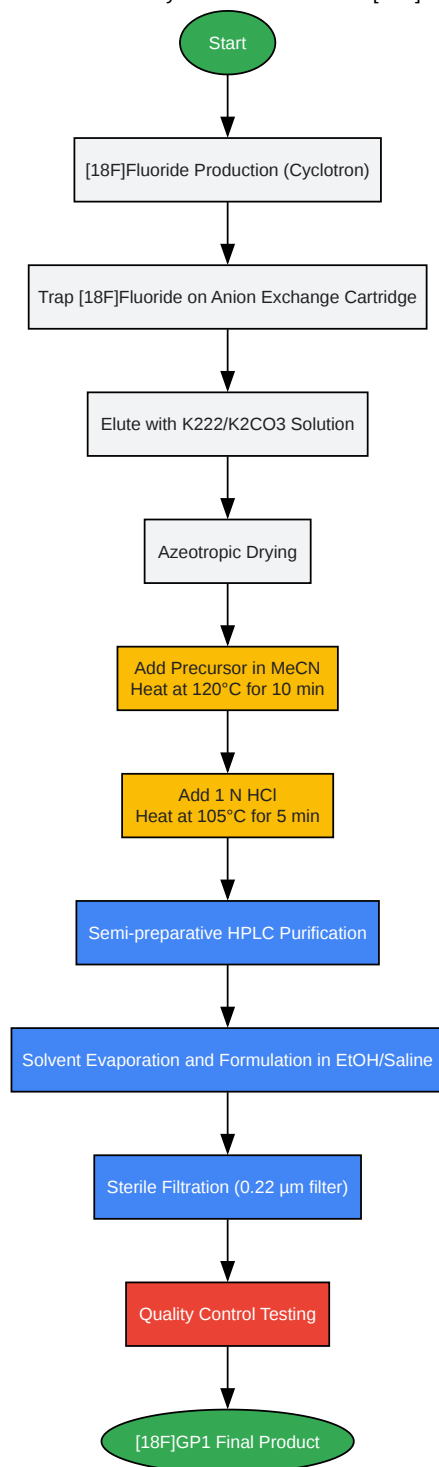 Start
[18F]Fluoride Production (Cyclotron)
Trap [18F]Fluoride on Anion Exchange Cartridge
Elute with K222/K2CO3 Solution
Azeotropic Drying
Add Precursor in MeCN
Heat at 120°C for 10 min
Add 1 N HCl
Heat at 105°C for 5 min
Semi-preparative HPLC Purification
Solvent Evaporation and Formulation in EtOH/Saline
Sterile Filtration (0.22 µm filter)
Quality Control Testing
[18F]GP1 Final Product